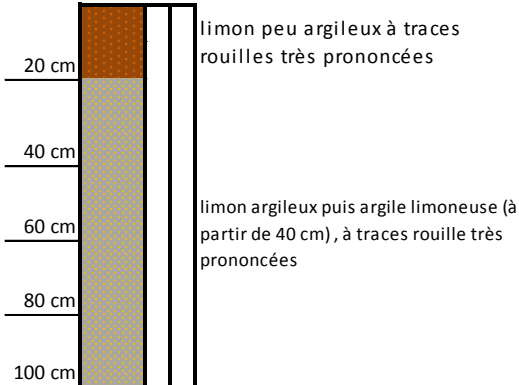 limon peu argileux à traces
rouilles très prononcées
20 cm
40 cm
limon argileux puis argile limoneuse (à
partir de 40 cm) , à traces rouille très
prononcées
60 cm
80 cm
100 cm